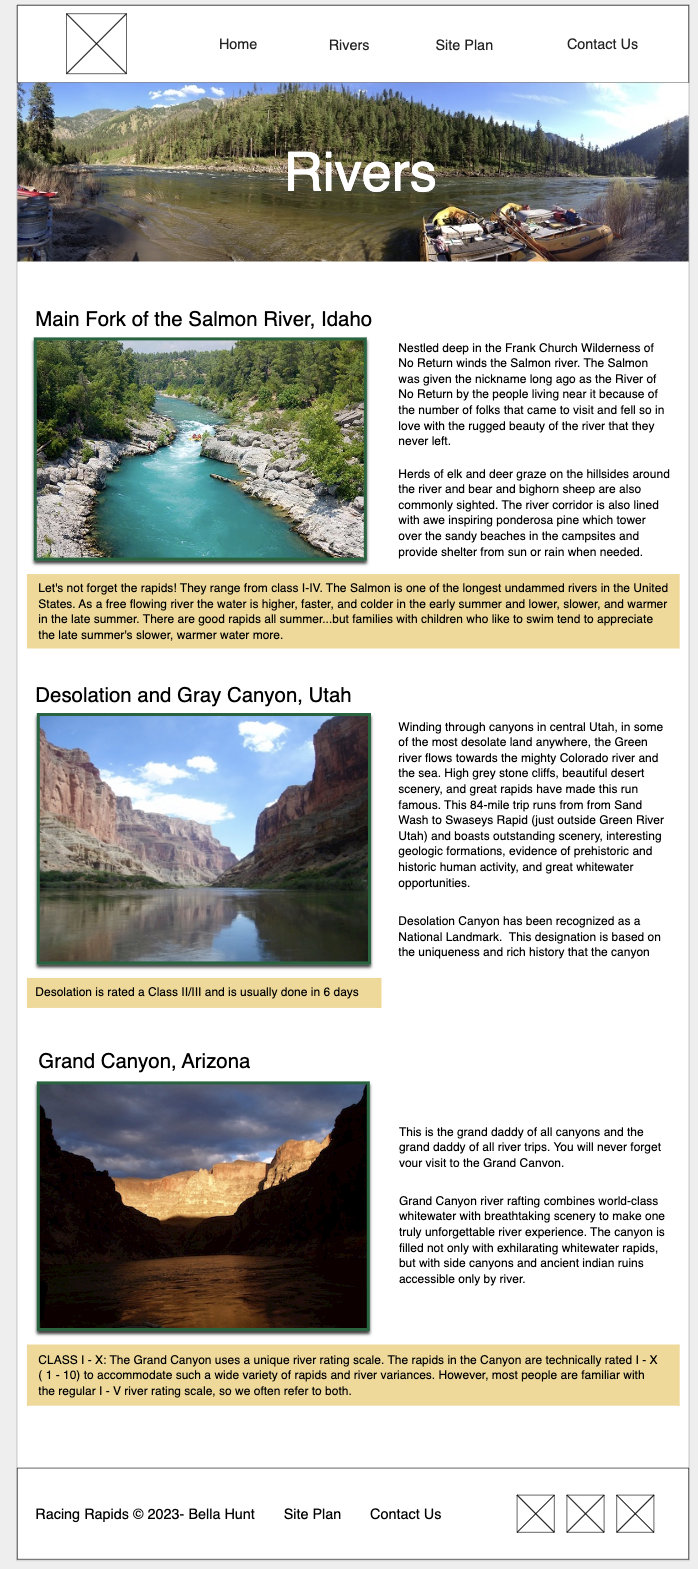 Home Rivers Site Plan Contact Us
Rivers
Main Fork of the Salmon River, Idaho
Nestled deep in the Frank Church Wilderness of
No Return winds the Salmon river. The Salmon
was given the nickname long ago as the River of
No Return by the people living near it because of
the number of folks that came to visit and fell so in
love with the rugged beauty of the river that they
never left.
Herds of elk and deer graze on the hillsides around
the river and bear and bighorn sheep are also
commonly sighted. The river corridor is also lined
with awe inspiring ponderosa pine which tower
over the sandy beaches in the campsites and
provide shelter from sun or rain when needed.
Let's not forget the rapids! They range from class I-IV. The Salmon is one of the longest undammed rivers in the United
States. As a free flowing river the water is higher, faster, and colder in the early summer and lower, slower, and warmer
in the late summer. There are good rapids all summer...but families with children who like to swim tend to appreciate
the late summer's slower, warmer water more.
Desolation and Gray Canyon, Utah
Winding through canyons in central Utah, in some
of the most desolate land anywhere, the Green
river flows towards the mighty Colorado river and
the sea. High grey stone cliffs, beautiful desert
scenery, and great rapids have made this run
famous. This 84-mile trip runs from from Sand
Wash to Swaseys Rapid (just outside Green River
Utah) and boasts outstanding scenery, interesting
geologic formations, evidence of prehistoric and
historic human activity, and great whitewater
opportunities.
Desolation Canyon has been recognized as a
National Landmark.  This designation is based on
the uniqueness and rich history that the canyon
Desolation is rated a Class II/III and is usually done in 6 days
Grand Canyon, Arizona
This is the grand daddy of all canyons and the
grand daddy of all river trips. You will never forget
your visit to the Grand Canyon.
Grand Canyon river rafting combines world-class
whitewater with breathtaking scenery to make one
truly unforgettable river experience. The canyon is
filled not only with exhilarating whitewater rapids,
but with side canyons and ancient indian ruins
accessible only by river.
CLASS I - X: The Grand Canyon uses a unique river rating scale. The rapids in the Canyon are technically rated I - X
( 1 - 10) to accommodate such a wide variety of rapids and river variances. However, most people are familiar with
the regular I - V river rating scale, so we often refer to both.
Racing Rapids © 2023- Bella Hunt Site Plan Contact Us